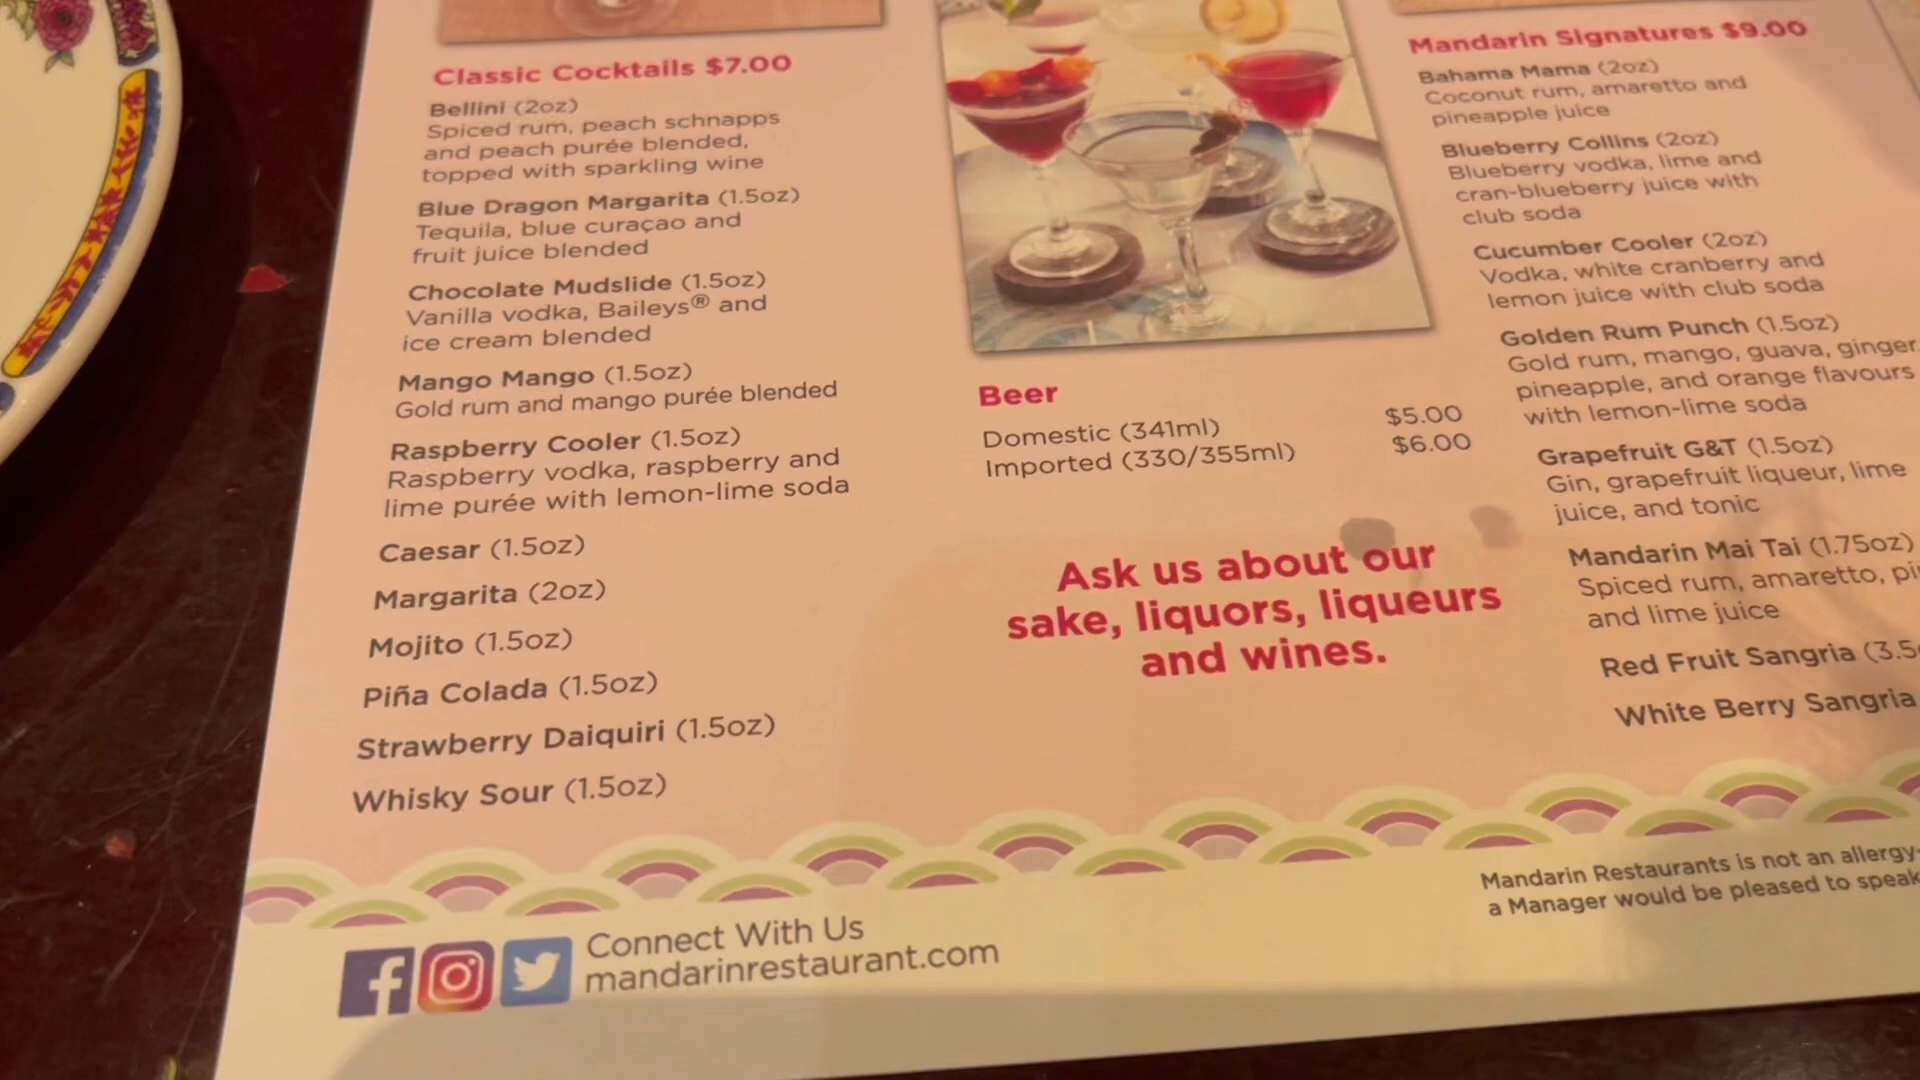 Classic Cocktails $7.00
Bellini (2oz)
Spiced rum, peach schnapps
and peach purée blended,
topped with sparkling wine
Blue Dragon Margarita (1.5oz)
Tequila, blue curaçao and
fruit juice blended
Chocolate Mudslide (1.5oz)
Vanilla vodka, Baileys® and
ice cream blended
Mango Mango (1.5oz)
Gold rum and mango purée blended
Raspberry Cooler (1.5oz)
Raspberry vodka, raspberry and
lime purée with lemon-lime soda
Caesar (1.5oz)
Margarita (2oz)
Mojito (1.5oz)
Piña Colada (1.5oz)
Strawberry Daiquiri (1.5oz)
Whisky Sour (1.5oz)
Beer
Domestic (341ml) $5.00
Imported (330/355ml) $6.00
Ask us about our
sake, liquors, liqueurs
and wines.
Mandarin Signatures $9.00
Bahama Mama (2oz)
Coconut rum, amaretto and
pineapple juice
Blueberry Collins (2oz)
Blueberry vodka, lime and
cran-blueberry juice with
club soda
Cucumber Cooler (2oz)
Vodka, white cranberry and
lemon juice with club soda
Golden Rum Punch (1.5oz)
Gold rum, mango, guava, ginger,
pineapple, and orange flavours
with lemon-lime soda
Grapefruit G&T (1.5oz)
Gin, grapefruit liqueur, lime
juice, and tonic
Mandarin Mai Tai (1.75oz)
Spiced rum, amaretto,
and lime juice
Red Fruit Sangria
White Berry Sangria
Mandarin Restaurants is not an allergy-
a Manager would be pleased to speak
Connect With Us
mandarinrestaurant.com